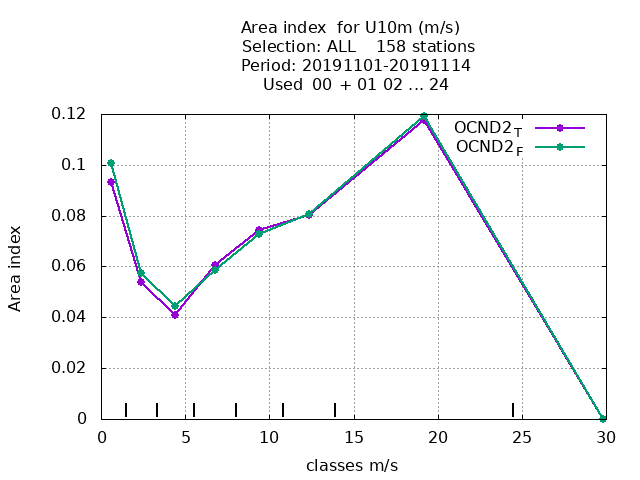 Area index  for U10m (m/s)
Selection: ALL    158 stations
Period: 20191101-20191114
Used  00 + 01 02 ... 24
OCND2T
OCND2F
0.12
0.1
0.08
0.06
0.04
0.02
0
Area index
0 5 10 15 20 25 30
classes m/s